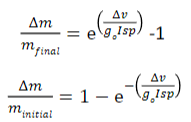 Δm / m_final = e^(Δv / g_o Isp) -1
Δm / m_initial = 1 − e^−(Δv / g_o Isp)